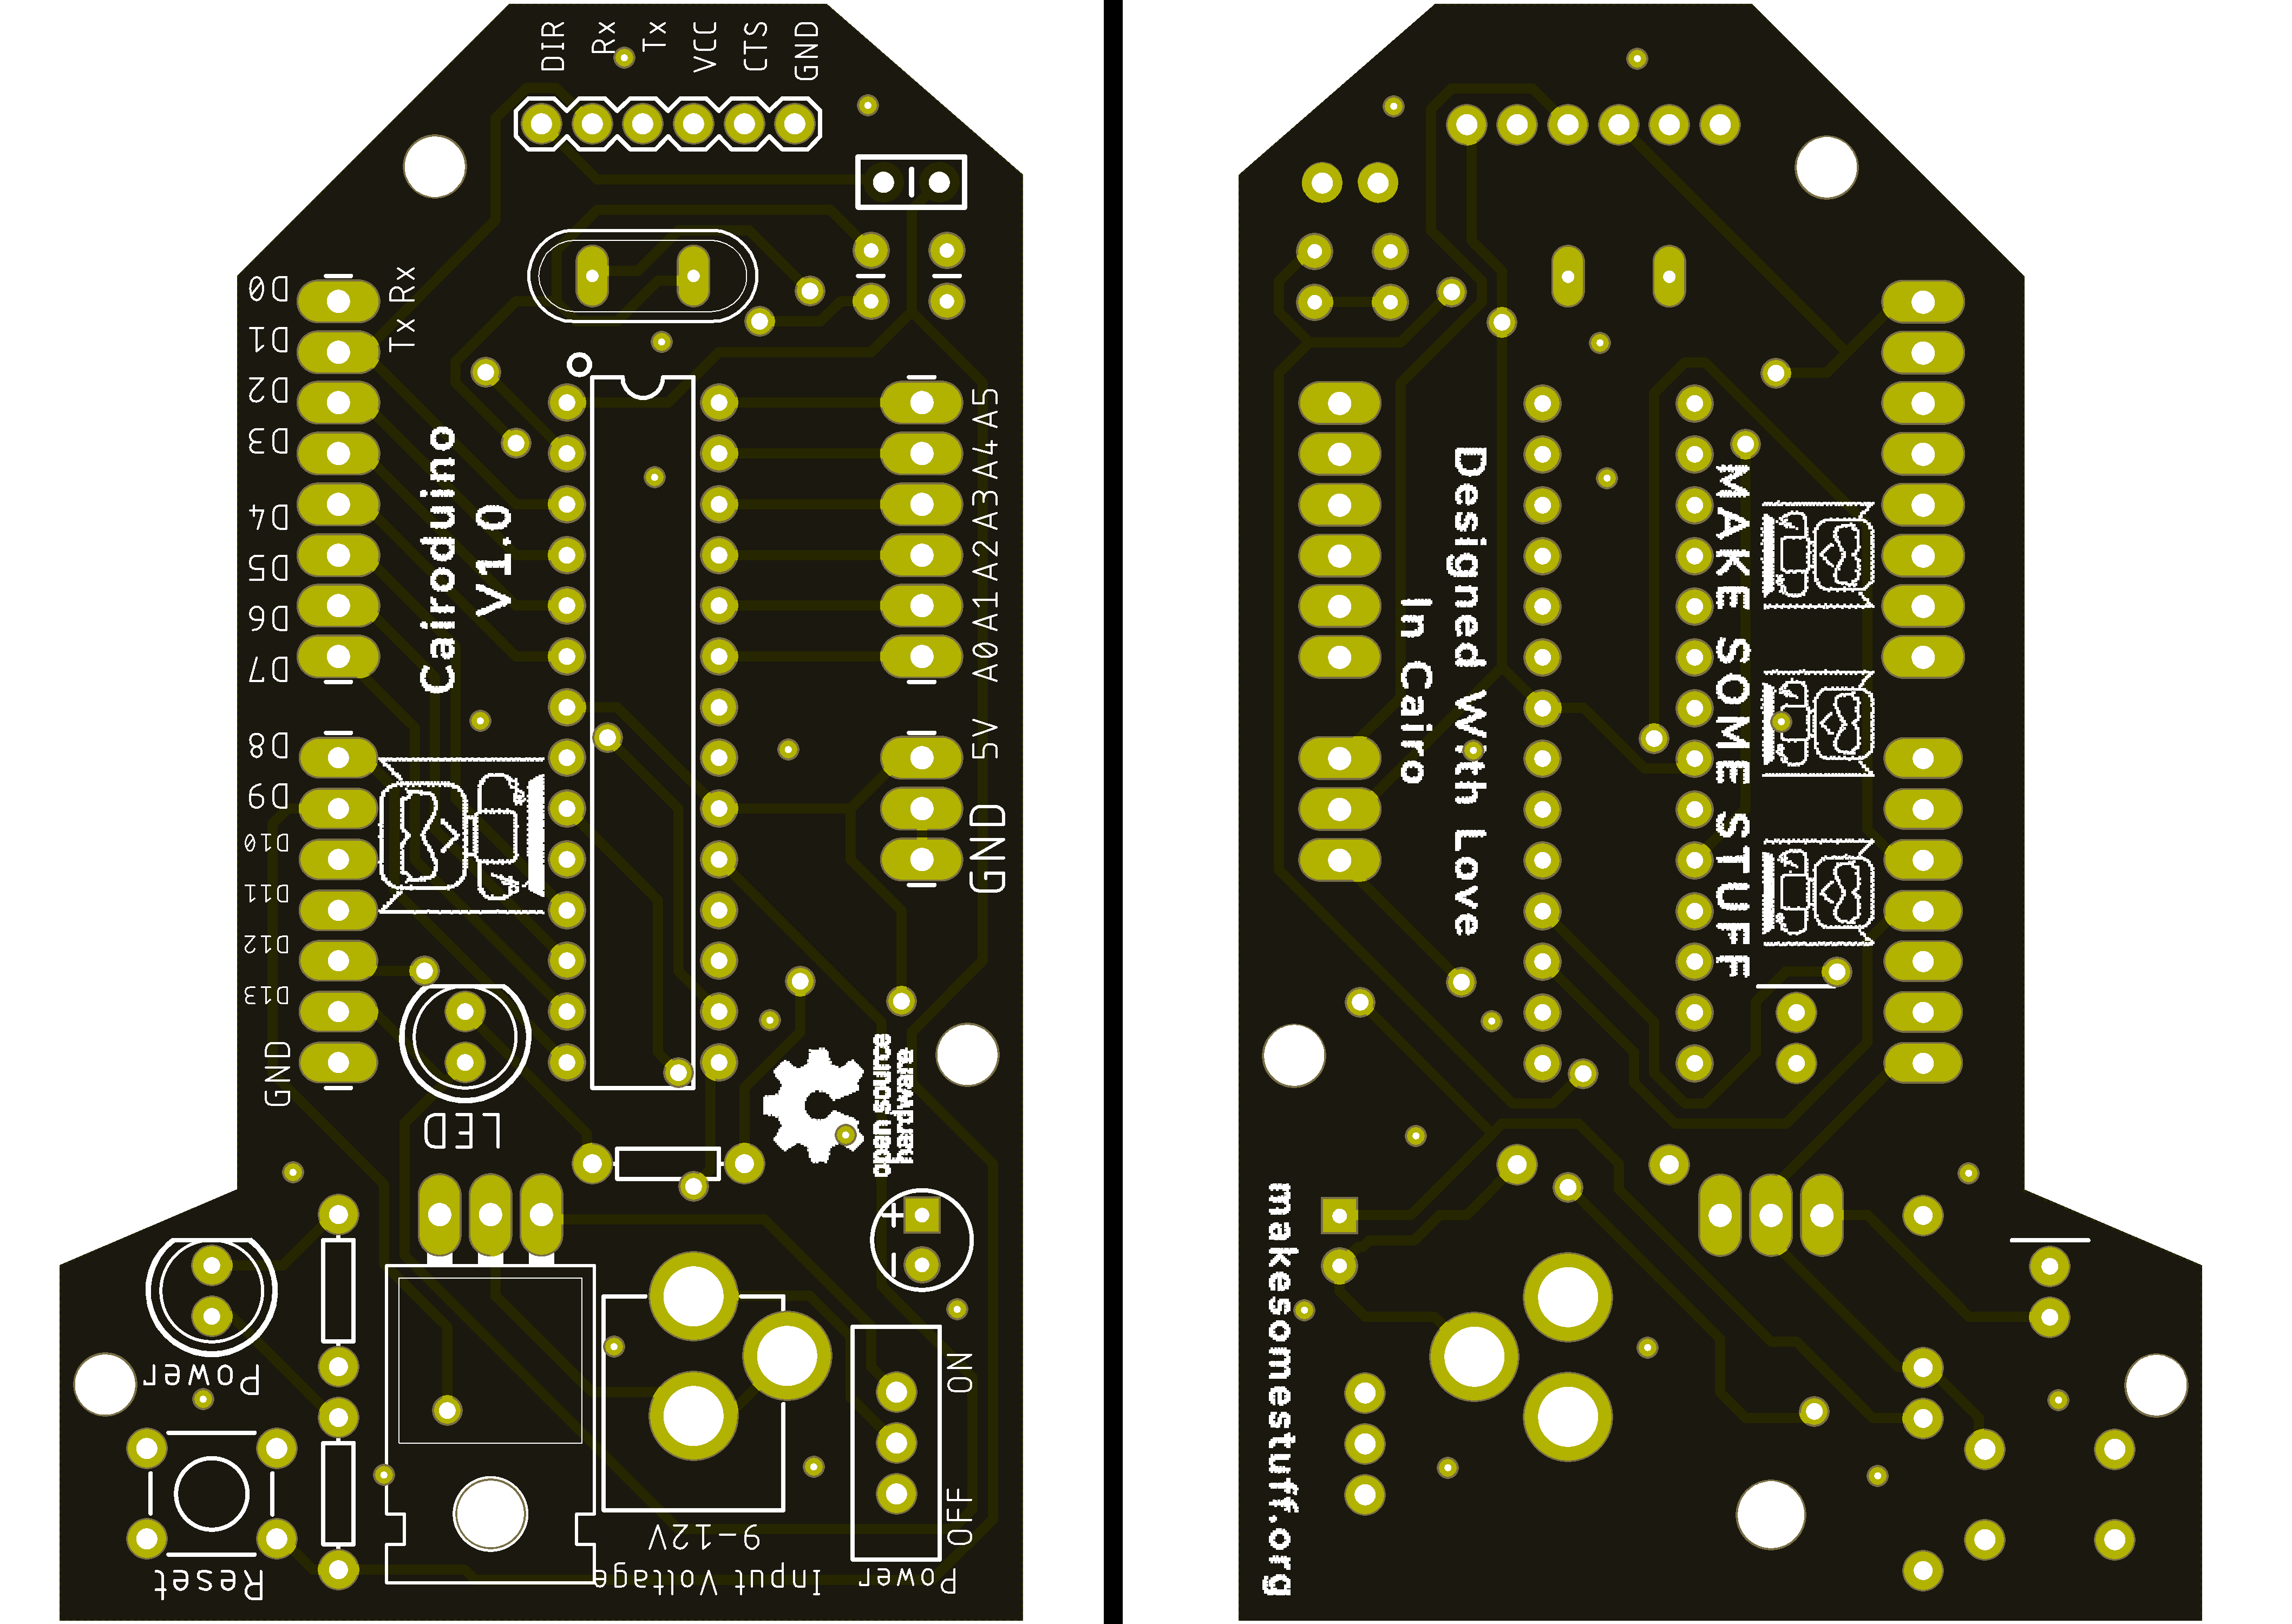 DIR
Rx
Tx
VCC
CTS
GND
D0
D1
D2
D3
D4
D5
D6
D7
D8
D9
D10
D11
D12
D13
GND
Rx
Tx
Cairoduino
V1.0
A5
A4
A3
A2
A1
A0
5V
GND
LED
open source
hardware
+
-
Power
Reset
9-12V
Input Voltage
ON
OFF
Power
Designed With Love
In Cairo
MAKE SOME STUFF
makesomestuff.org